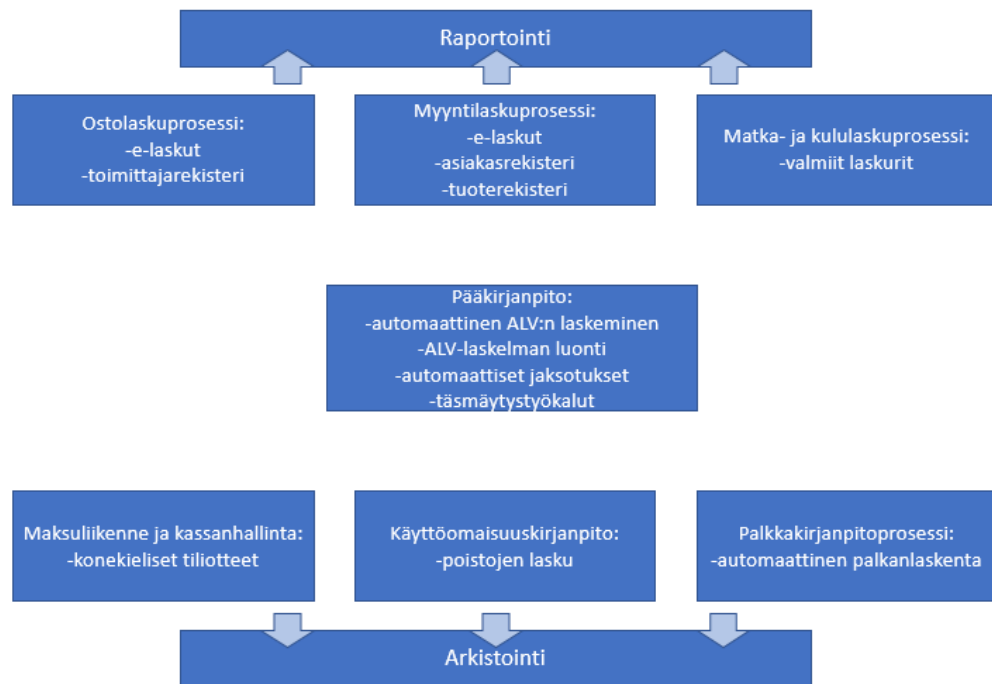 Raportointi
Ostolaskuprosessi:
-e-laskut
-toimittajarekisteri
Myyntilaskuprosessi:
-e-laskut
-asiakasrekisteri
-tuoterekisteri
Matka- ja kululaskuprosessi:
-valmiit laskurit
Pääkirjanpito:
-automaattinen ALV:n laskeminen
-ALV-laskelman luonti
-automaattiset jaksotukset
-täsmäytystyökalut
Maksuliikenne ja kassanhallinta:
-konekieliset tiliotteet
Käyttöomaisuuskirjanpito:
-poistojen lasku
Palkkakirjanpitoprosessi:
-automaattinen palkanlaskenta
Arkistointi